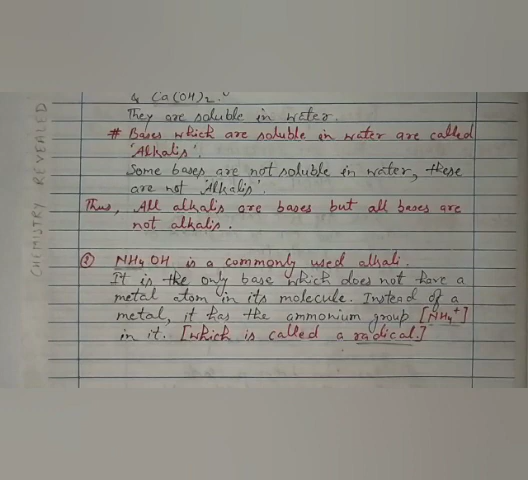 & Ca(OH)2.
They are soluble in water.
# Bases which are soluble in water are called
'Alkalis'.
Some bases are not soluble in water, these
are not 'Alkalis'.
Thus, All alkalis are bases but all bases are
not alkalis.
② NH4OH is a commonly used alkali.
It is the only base which does not have a
metal atom in its molecule. Instead of a
metal, it has the ammonium group [NH4+]
in it. [which is called a radical.]
CHEMISTRY REVEALED